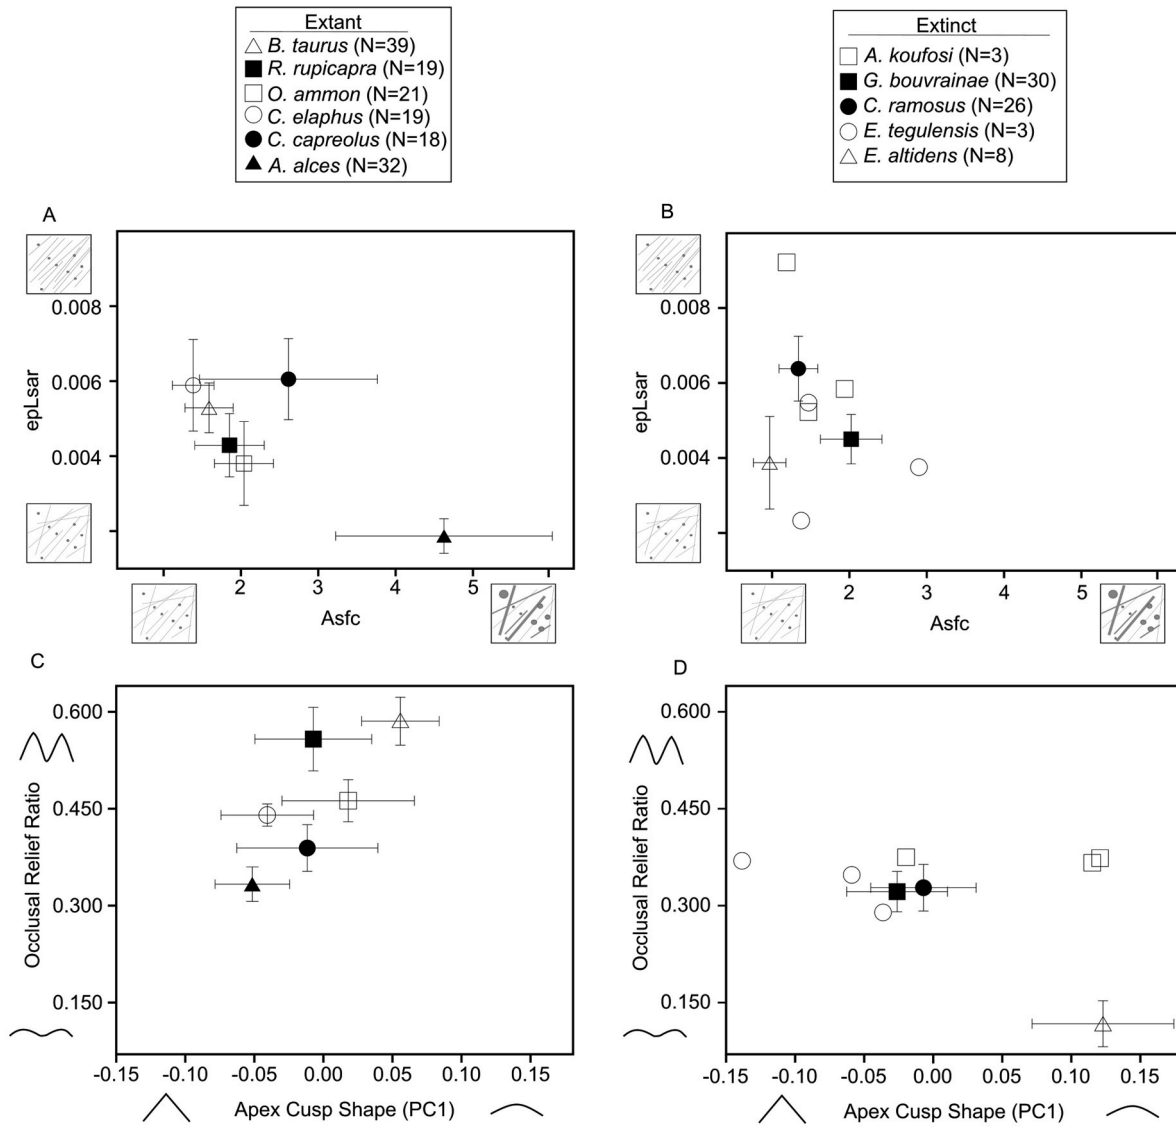 Extant
B. taurus (N=39)
R. rupicapra (N=19)
O. ammon (N=21)
C. elaphus (N=19)
C. capreolus (N=18)
A. alces (N=32)
Extinct
A. koufosi (N=3)
G. bouvrainae (N=30)
C. ramosus (N=26)
E. tegulensis (N=3)
E. altidens (N=8)
A
epLsar
0.008
0.006
0.004
2
3
4
5
Asfc
B
epLsar
0.008
0.006
0.004
2
3
4
5
Asfc
C
Occlusal Relief Ratio
0.600
0.450
0.300
0.150
-0.15
-0.10
-0.05
0.00
0.05
0.10
0.15
Apex Cusp Shape (PC1)
D
Occlusal Relief Ratio
0.600
0.450
0.300
0.150
-0.15
-0.10
-0.05
0.00
0.05
0.10
0.15
Apex Cusp Shape (PC1)